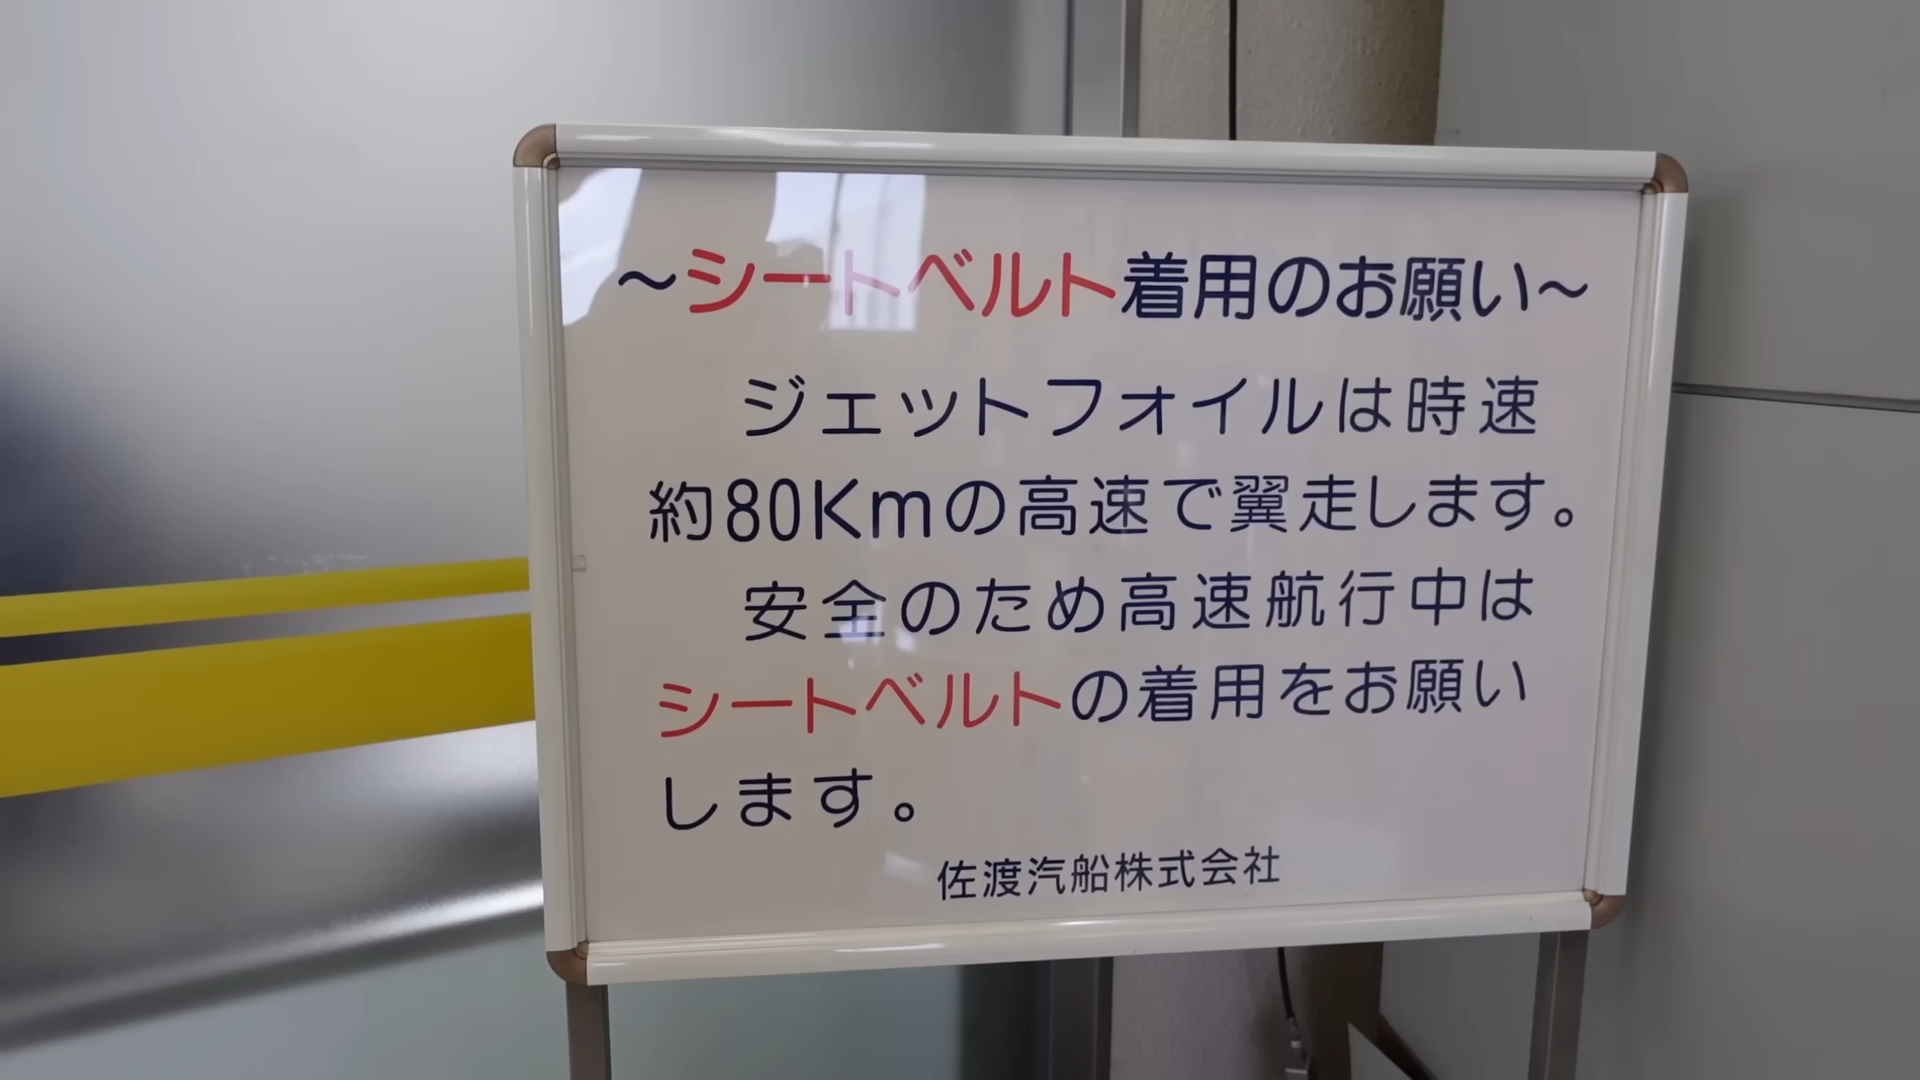 ～シートベルト着用のお願い～
ジェットフォイルは時速
約80Kmの高速で翼走します。
安全のため高速航行中は
シートベルトの着用をお願い
します。
佐渡汽船株式会社